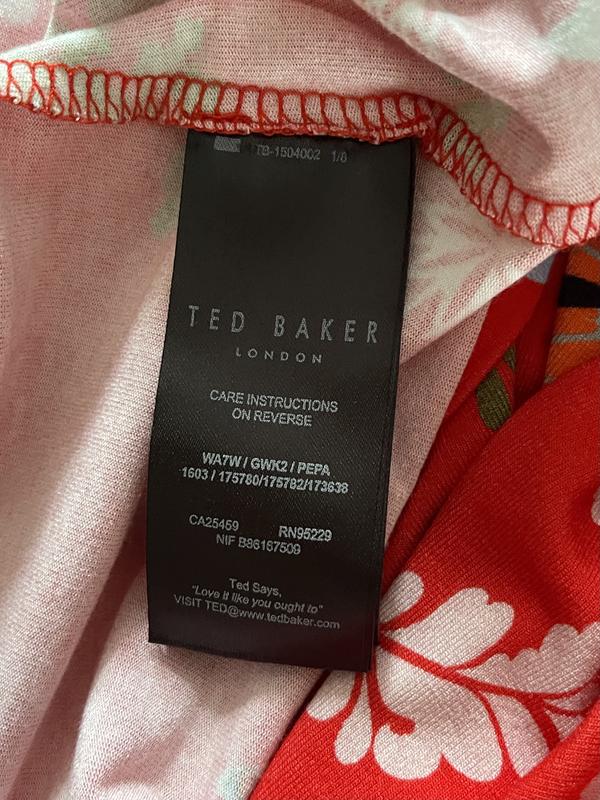 TB-1504002 1/8
TED BAKER
LONDON
CARE INSTRUCTIONS
ON REVERSE
WA7W / GWK2 / PEPA
1603 / 175780/175782/173638
CA25459 RN95229
NIF B86167509
Ted Says,
"Love it like you ought to"
VISIT TED@www.tedbaker.com